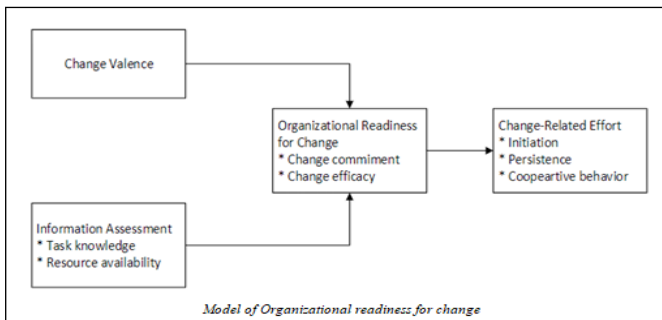 Change Valence
Organizational Readiness
for Change
* Change commiment
* Change efficacy
Change-Related Effort
* Initiation
* Persistence
* Coopeartive behavior
Information Assessment
* Task knowledge
* Resource availability
Model of Organizational readiness for change